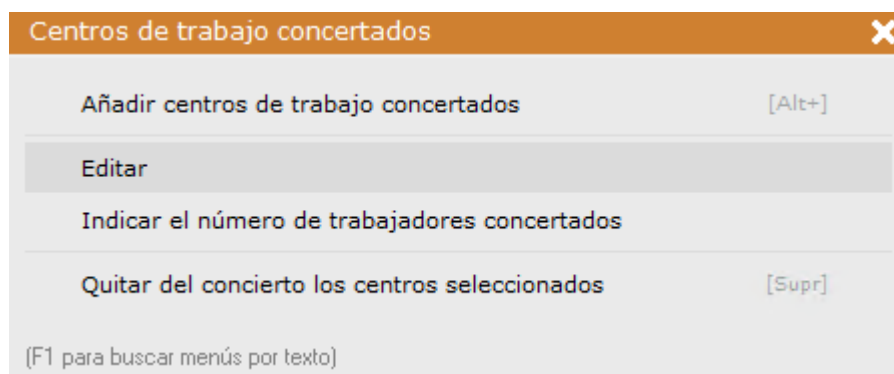 Centros de trabajo concertados
Añadir centros de trabajo concertados [Alt+]
Editar
Indicar el número de trabajadores concertados
Quitar del concierto los centros seleccionados [Supr]
(F1 para buscar menús por texto)